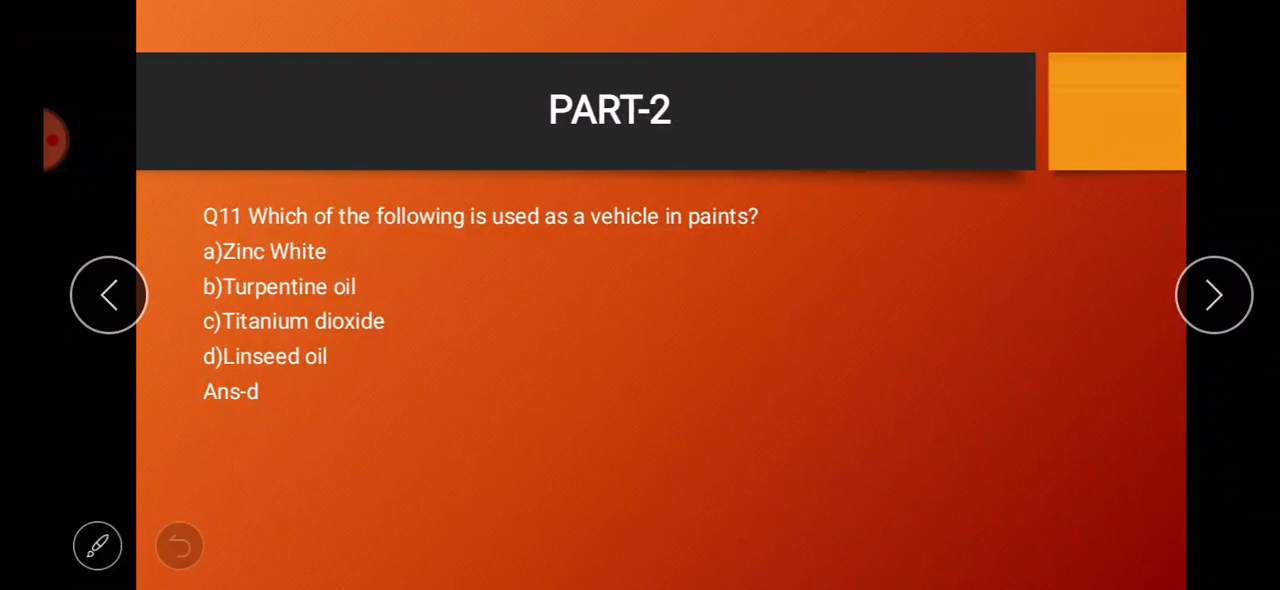 PART-2
Q11 Which of the following is used as a vehicle in paints?
a)Zinc White
b)Turpentine oil
c)Titanium dioxide
d)Linseed oil
Ans-d